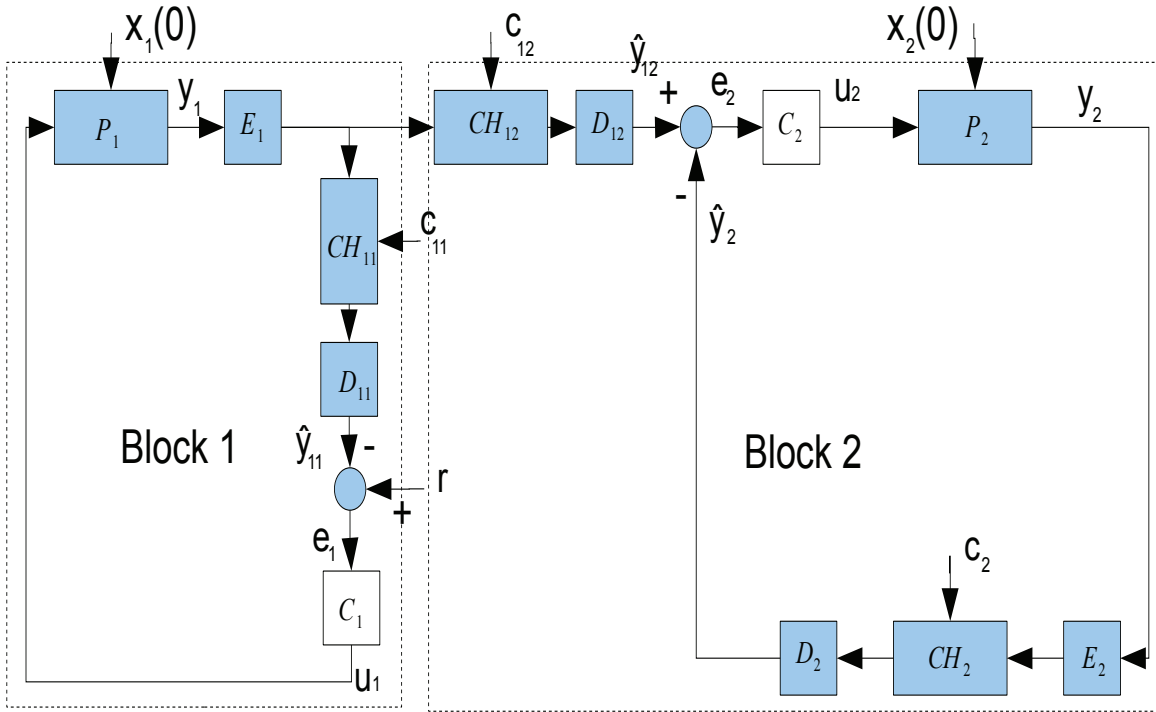 x₁(0)
c₁₂
x₂(0)
y₁
ŷ₁₂
e₂
u₂
y₂
P₁
E₁
CH₁₂
D₁₂
+
C₂
P₂
-
ŷ₂
CH₁₁
c₁₁
D₁₁
Block 1
ŷ₁₁
-
r
+
Block 2
e₁
c₂
C₁
u₁
D₂
CH₂
E₂